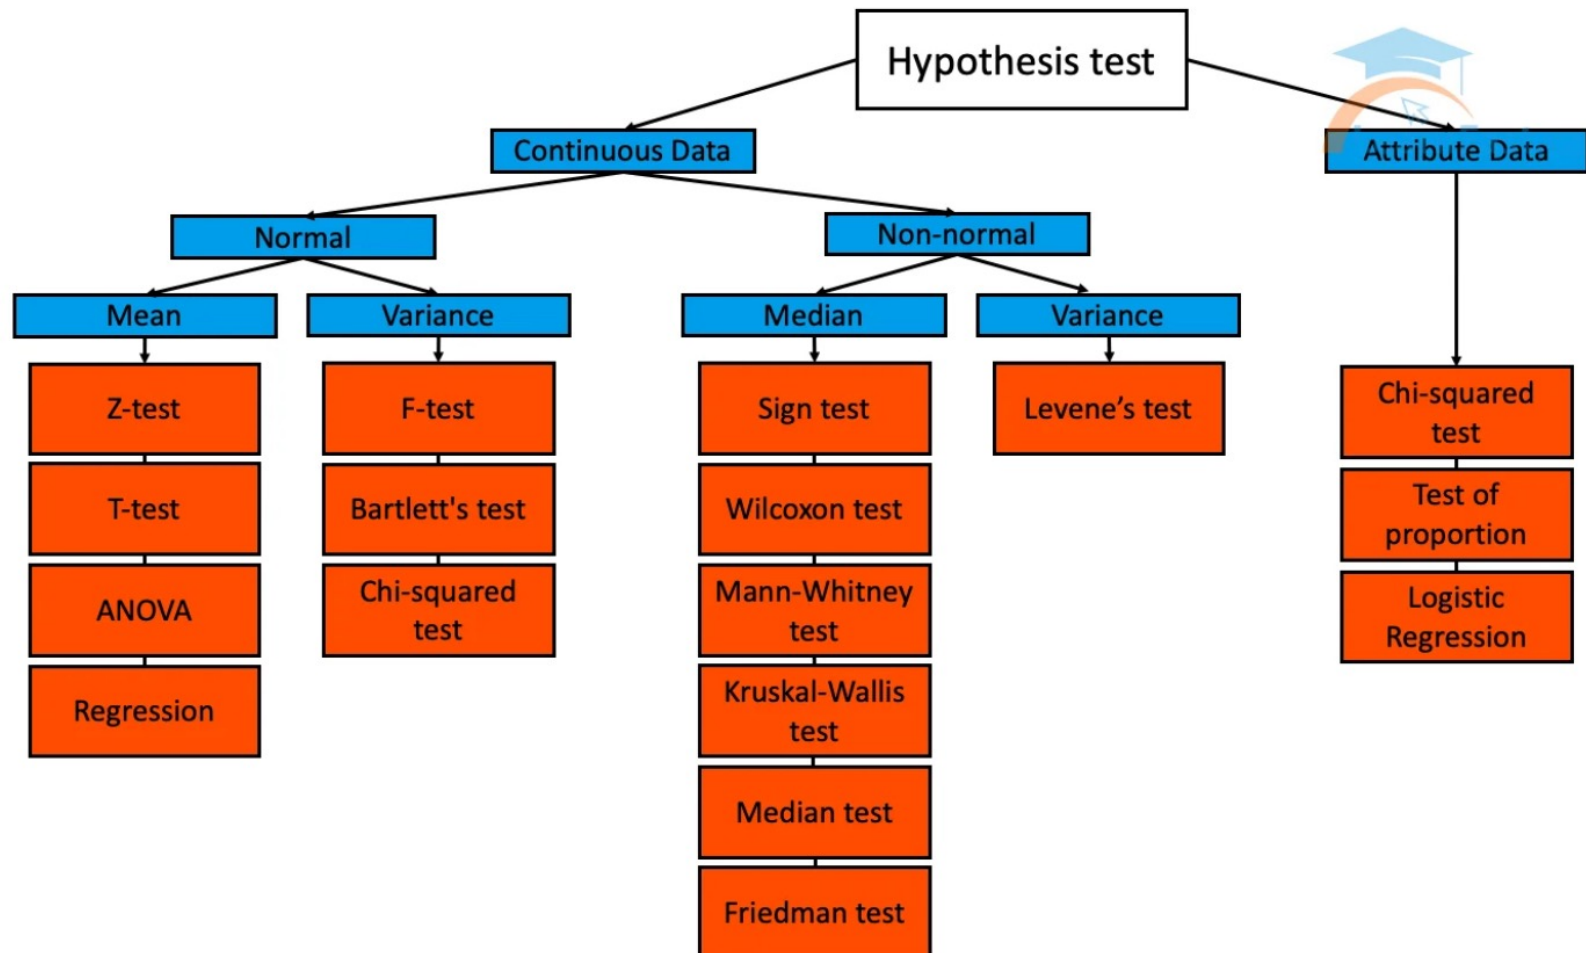 Hypothesis test
Continuous Data
Attribute Data
Normal
Non-normal
Mean
Variance
Median
Variance
Z-test
T-test
ANOVA
Regression
F-test
Bartlett's test
Chi-squared
test
Sign test
Wilcoxon test
Mann-Whitney
test
Kruskal-Wallis
test
Median test
Friedman test
Levene’s test
Chi-squared
test
Test of
proportion
Logistic
Regression